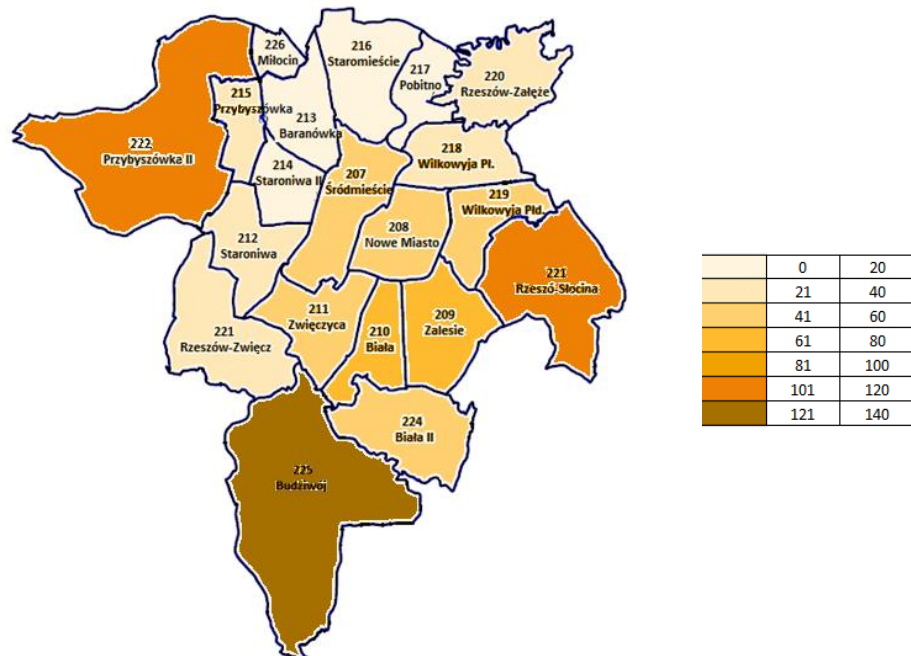 226
Miłocin
216
Staromieście
217
Pobitno
220
Rzeszów-Załęże
215
Przybyszówka
213
Baranówka
222
Przybyszówka II
214
Staroniwa II
207
Śródmieście
218
Wilkowyja Pł.
219
Wilkowyja Płd.
208
Nowe Miasto
212
Staroniwa
221
Rzeszó-Słocina
211
Zwięczyca
210
Biała
209
Zalesie
221
Rzeszów-Zwięcz
224
Biała II
225
Budziwoj
0 20
21 40
41 60
61 80
81 100
101 120
121 140